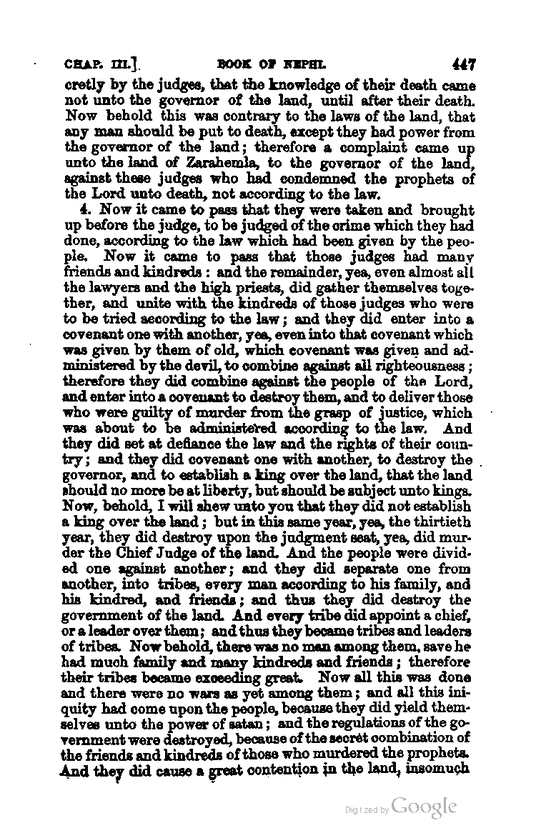 CHAP. III.] BOOK OF NEPHI. 447
cretly by the judges, that the knowledge of their death came
not unto the governor of the land, until after their death.
Now behold this was contrary to the laws of the land, that
any man should be put to death, except they had power from
the governor of the land; therefore a complaint came up
unto the land of Zarahemla, to the governor of the land,
against these judges who had condemned the prophets of
the Lord unto death, not according to the law.
4. Now it came to pass that they were taken and brought
up before the judge, to be judged of the crime which they had
done, according to the law which had been given by the peo-
ple. Now it came to pass that those judges had many
friends and kindreds: and the remainder, yea, even almost all
the lawyers and the high priests, did gather themselves toge-
ther, and unite with the kindreds of those judges who were
to be tried according to the law; and they did enter into a
covenant one with another, yea, even into that covenant which
was given by them of old, which covenant was given and ad-
ministered by the devil, to combine against all righteousness;
therefore they did combine against the people of the Lord,
and enter into a covenant to destroy them, and to deliver those
who were guilty of murder from the grasp of justice, which
was about to be administered according to the law. And
they did set at defiance the law and the rights of their coun-
try; and they did covenant one with another, to destroy the
governor, and to establish a king over the land, that the land
should no more be at liberty, but should be subject unto kings.
Now, behold, I will shew unto you that they did not establish
a king over the land; but in this same year, yea, the thirtieth
year, they did destroy upon the judgment seat, yea, did mur-
der the Chief Judge of the land. And the people were divid-
ed one against another; and they did separate one from
another, into tribes, every man according to his family, and
his kindred, and friends; and thus they did destroy the
government of the land. And every tribe did appoint a chief,
or a leader over them; and thus they became tribes and leaders
of tribes. Now behold, there was no man among them, save he
had much family and many kindreds and friends; therefore
their tribes became exceeding great. Now all this was done
and there were no wars as yet among them; and all this ini-
quity had come upon the people, because they did yield them-
selves unto the power of satan; and the regulations of the go-
vernment were destroyed, because of the secret combination of
the friends and kindreds of those who murdered the prophets.
And they did cause a great contention in the land, insomuch
Digitized by Google